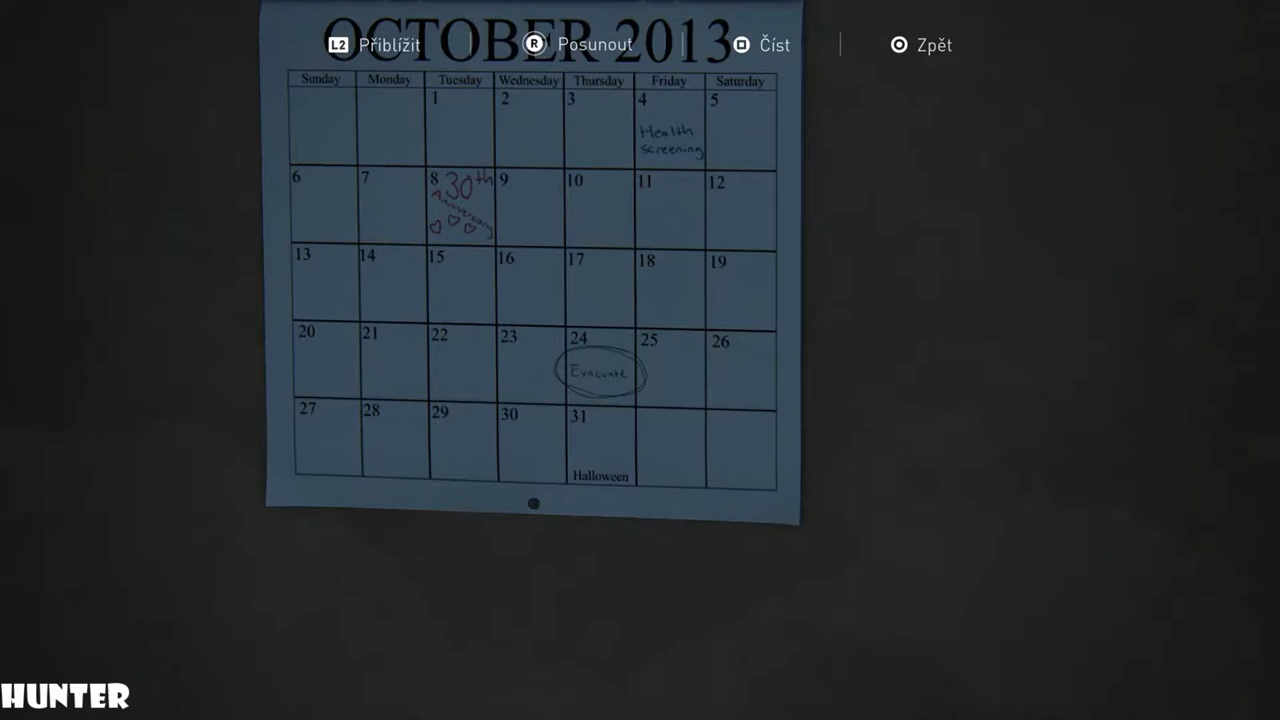 OCTOBER 2013
L2 Přiblížit R Posunout Číst Zpět
Sunday Monday Tuesday Wednesday Thursday Friday Saturday
1 2 3 4 5
Health
screening
6 7 8 9 10 11 12
30th
Anniversary
13 14 15 16 17 18 19
20 21 22 23 24 25 26
Evacuate
27 28 29 30 31
Halloween
HUNTER